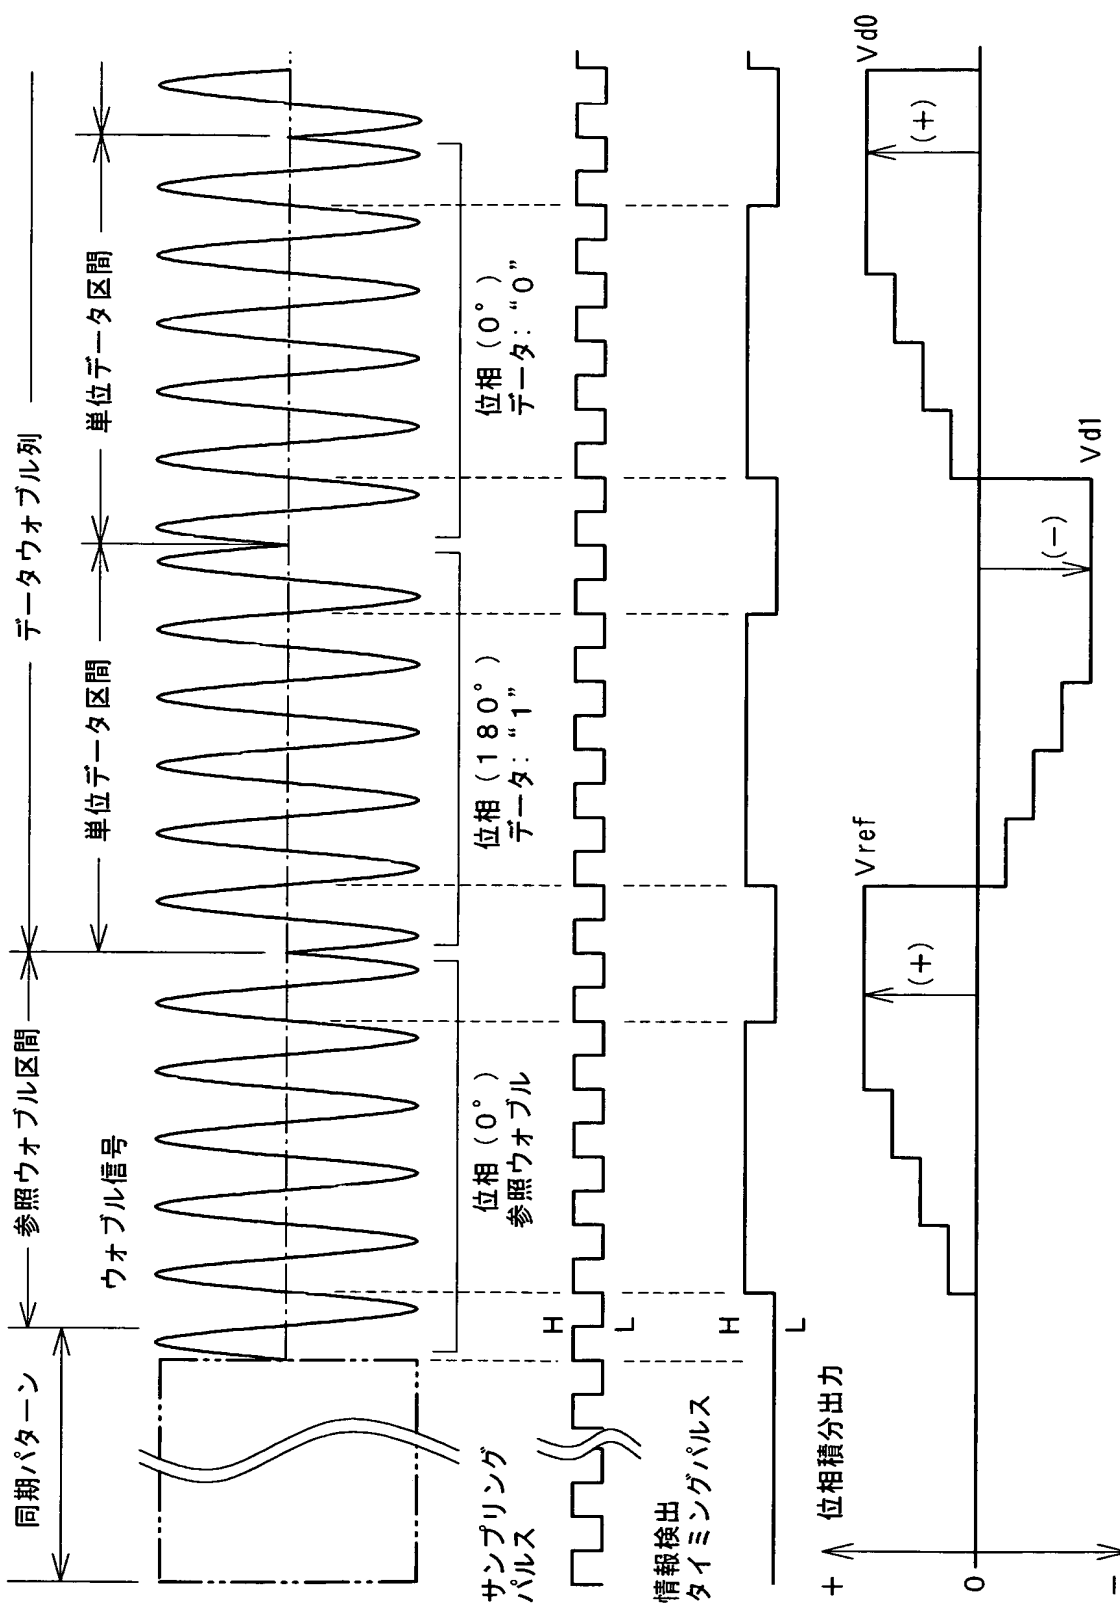 同期パターン
参照ウォブル区間
データウォブル列
単位データ区間
単位データ区間
ウォブル信号
位相(0°)
参照ウォブル
位相(180°)
データ:“1”
位相(0°)
データ:“0”
サンプリング
パルス
H
L
情報検出
タイミングパルス
H
L
位相積分出力
+
0
−
(+)
Vref
(−)
Vd1
(+)
Vd0